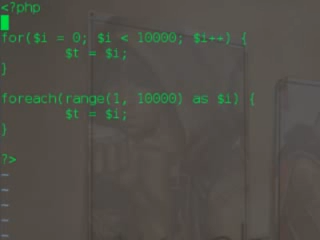 <?php
for($i = 0; $i < 10000; $i++) {
        $t = $i;
}
foreach(range(1, 10000) as $i) {
        $t = $i;
}
?>
~
~
~
~
~